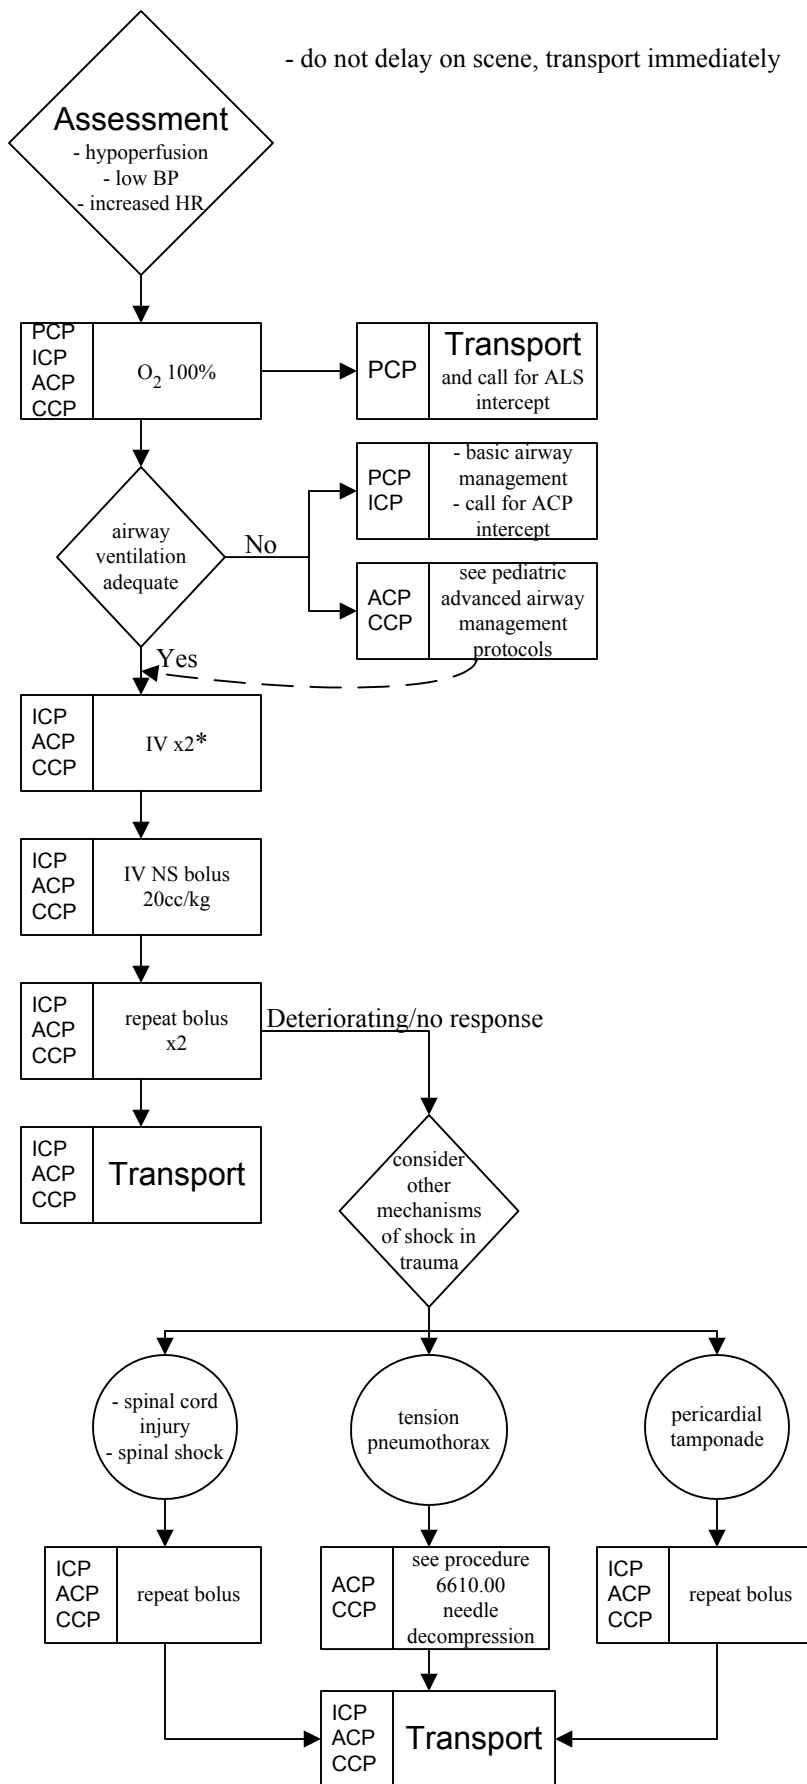 - do not delay on scene, transport immediately
Assessment
- hypoperfusion
- low BP
- increased HR
PCP
ICP
ACP
CCP
O2 100%
PCP
Transport
and call for ALS
intercept
airway
ventilation
adequate
No
PCP
ICP
- basic airway
management
- call for ACP
intercept
ACP
CCP
see pediatric
advanced airway
management
protocols
Yes
ICP
ACP
CCP
IV x2*
ICP
ACP
CCP
IV NS bolus
20cc/kg
ICP
ACP
CCP
repeat bolus
x2
Deteriorating/no response
ICP
ACP
CCP
Transport
consider
other
mechanisms
of shock in
trauma
- spinal cord
injury
- spinal shock
tension
pneumothorax
pericardial
tamponade
ICP
ACP
CCP
repeat bolus
ACP
CCP
see procedure
6610.00
needle
decompression
ICP
ACP
CCP
repeat bolus
ICP
ACP
CCP
Transport